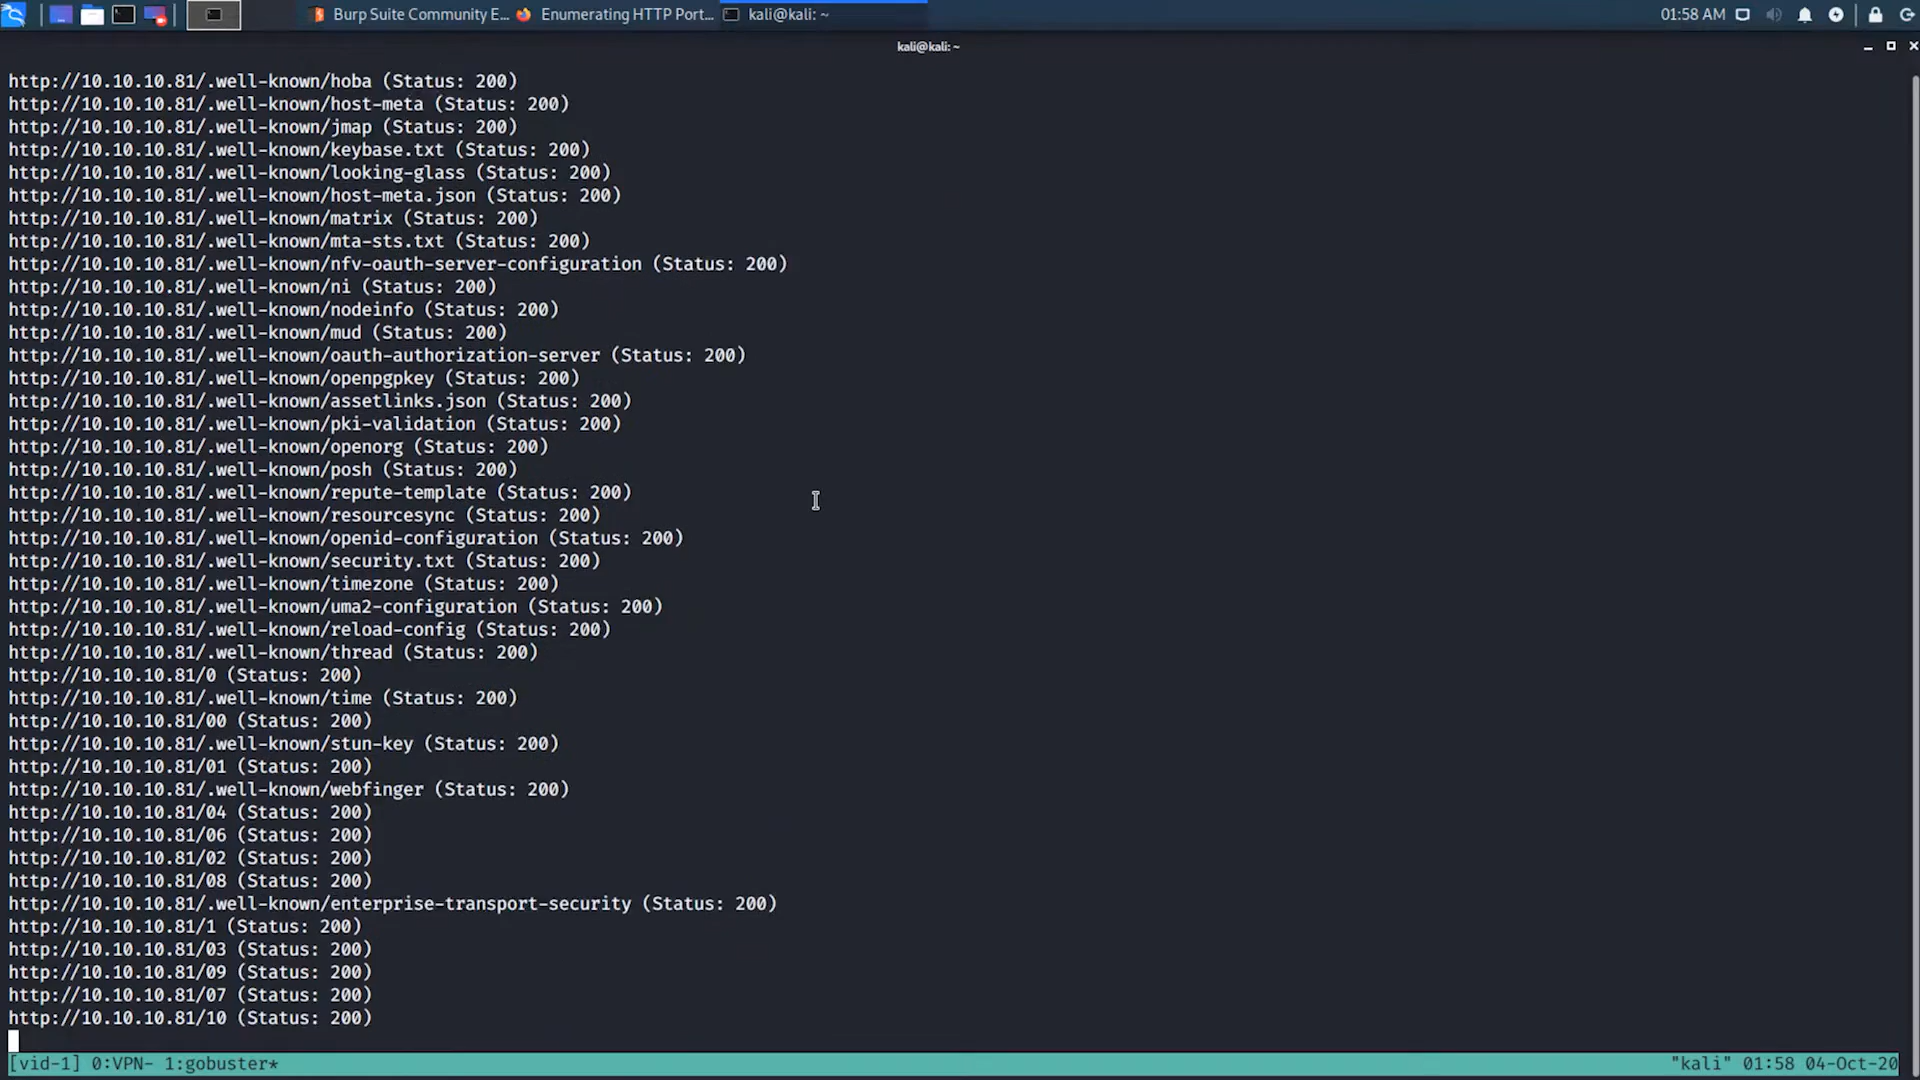 Burp Suite Community E... Enumerating HTTP Port... kali@kali: ~ 01:58 AM
kali@kali: ~
http://10.10.10.81/.well-known/hoba (Status: 200)
http://10.10.10.81/.well-known/host-meta (Status: 200)
http://10.10.10.81/.well-known/jmap (Status: 200)
http://10.10.10.81/.well-known/keybase.txt (Status: 200)
http://10.10.10.81/.well-known/looking-glass (Status: 200)
http://10.10.10.81/.well-known/host-meta.json (Status: 200)
http://10.10.10.81/.well-known/matrix (Status: 200)
http://10.10.10.81/.well-known/mta-sts.txt (Status: 200)
http://10.10.10.81/.well-known/nfv-oauth-server-configuration (Status: 200)
http://10.10.10.81/.well-known/ni (Status: 200)
http://10.10.10.81/.well-known/nodeinfo (Status: 200)
http://10.10.10.81/.well-known/mud (Status: 200)
http://10.10.10.81/.well-known/oauth-authorization-server (Status: 200)
http://10.10.10.81/.well-known/openpgpkey (Status: 200)
http://10.10.10.81/.well-known/assetlinks.json (Status: 200)
http://10.10.10.81/.well-known/pki-validation (Status: 200)
http://10.10.10.81/.well-known/openorg (Status: 200)
http://10.10.10.81/.well-known/posh (Status: 200)
http://10.10.10.81/.well-known/repute-template (Status: 200)
http://10.10.10.81/.well-known/resourcesync (Status: 200)
http://10.10.10.81/.well-known/openid-configuration (Status: 200)
http://10.10.10.81/.well-known/security.txt (Status: 200)
http://10.10.10.81/.well-known/timezone (Status: 200)
http://10.10.10.81/.well-known/uma2-configuration (Status: 200)
http://10.10.10.81/.well-known/reload-config (Status: 200)
http://10.10.10.81/.well-known/thread (Status: 200)
http://10.10.10.81/0 (Status: 200)
http://10.10.10.81/.well-known/time (Status: 200)
http://10.10.10.81/00 (Status: 200)
http://10.10.10.81/.well-known/stun-key (Status: 200)
http://10.10.10.81/01 (Status: 200)
http://10.10.10.81/.well-known/webfinger (Status: 200)
http://10.10.10.81/04 (Status: 200)
http://10.10.10.81/06 (Status: 200)
http://10.10.10.81/02 (Status: 200)
http://10.10.10.81/08 (Status: 200)
http://10.10.10.81/.well-known/enterprise-transport-security (Status: 200)
http://10.10.10.81/1 (Status: 200)
http://10.10.10.81/03 (Status: 200)
http://10.10.10.81/09 (Status: 200)
http://10.10.10.81/07 (Status: 200)
http://10.10.10.81/10 (Status: 200)
[vid-1] 0:VPN- 1:gobuster* "kali" 01:58 04-Oct-20